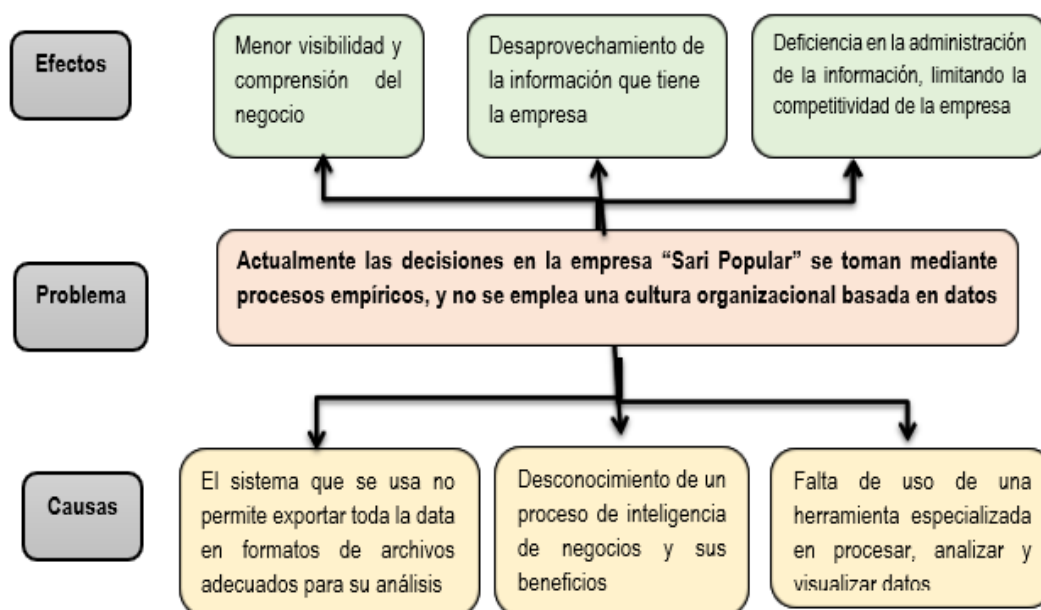 Efectos
Menor visibilidad y
comprensión del
negocio
Desaprovechamiento de
la información que tiene
la empresa
Deficiencia en la administración
de la información, limitando la
competitividad de la empresa
Problema
Actualmente las decisiones en la empresa “Sari Popular” se toman mediante
procesos empíricos, y no se emplea una cultura organizacional basada en datos
Causas
El sistema que se usa no
permite exportar toda la data
en formatos de archivos
adecuados para su análisis
Desconocimiento de un
proceso de inteligencia
de negocios y sus
beneficios
Falta de uso de una
herramienta especializada
en procesar, analizar y
visualizar datos.